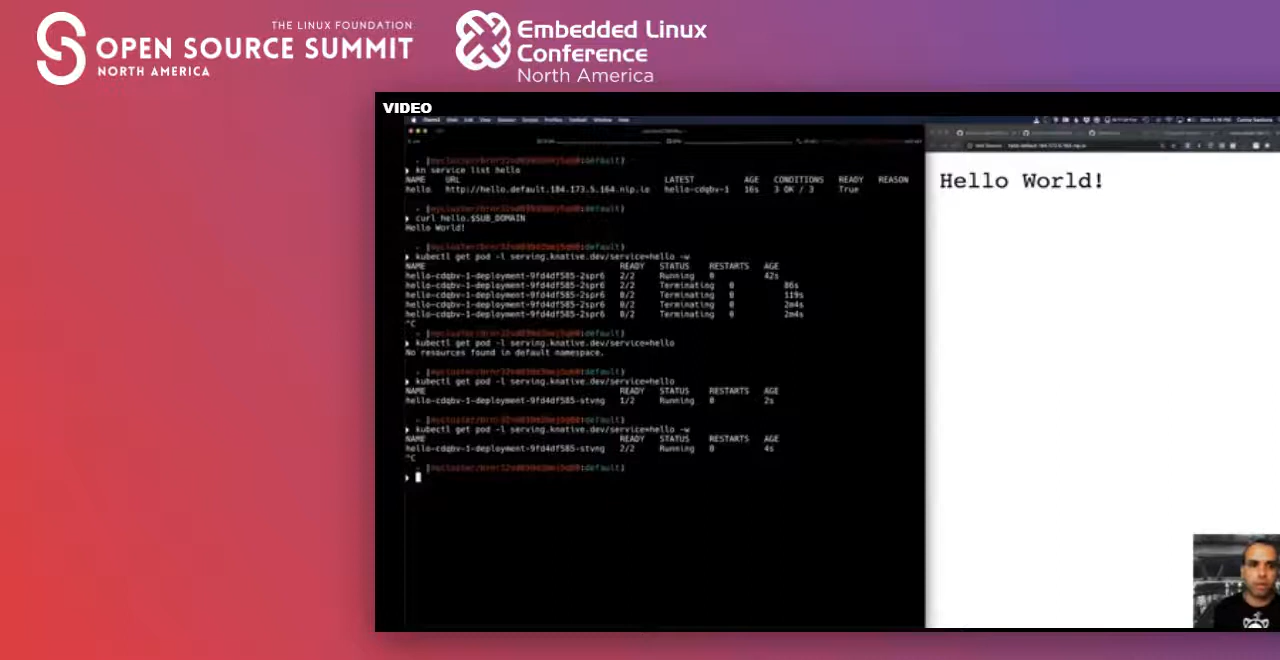 THE LINUX FOUNDATION
OPEN SOURCE SUMMIT
NORTH AMERICA
Embedded Linux
Conference
North America
VIDEO
kn service list hello
NAME URL LATEST AGE CONDITIONS READY REASON
hello http://hello.default.184.173.5.164.nip.io hello-cdqbv-1 16s 3 OK / 3 True
curl hello.$SUB_DOMAIN
Hello World!
kubectl get pod -l serving.knative.dev/service=hello -w
NAME READY STATUS RESTARTS AGE
hello-cdqbv-1-deployment-9fd4df585-2spr6 2/2 Running 0 42s
hello-cdqbv-1-deployment-9fd4df585-2spr6 2/2 Terminating 0 86s
hello-cdqbv-1-deployment-9fd4df585-2spr6 0/2 Terminating 0 119s
hello-cdqbv-1-deployment-9fd4df585-2spr6 0/2 Terminating 0 2m4s
hello-cdqbv-1-deployment-9fd4df585-2spr6 0/2 Terminating 0 2m4s
^C
kubectl get pod -l serving.knative.dev/service=hello
No resources found in default namespace.
kubectl get pod -l serving.knative.dev/service=hello
NAME READY STATUS RESTARTS AGE
hello-cdqbv-1-deployment-9fd4df585-stvng 1/2 Running 0 2s
kubectl get pod -l serving.knative.dev/service=hello -w
NAME READY STATUS RESTARTS AGE
hello-cdqbv-1-deployment-9fd4df585-stvng 2/2 Running 0 4s
^C
Hello World!